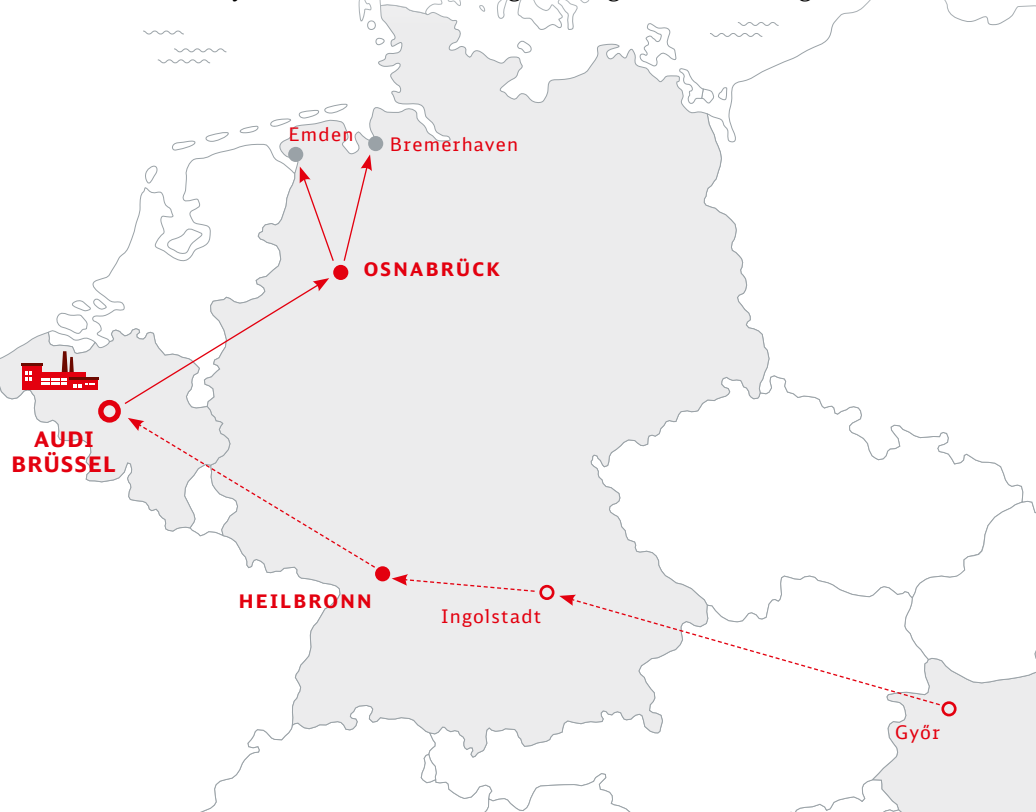 Emden
Bremerhaven
OSNABRÜCK
AUDI
BRÜSSEL
HEILBRONN
Ingolstadt
Győr